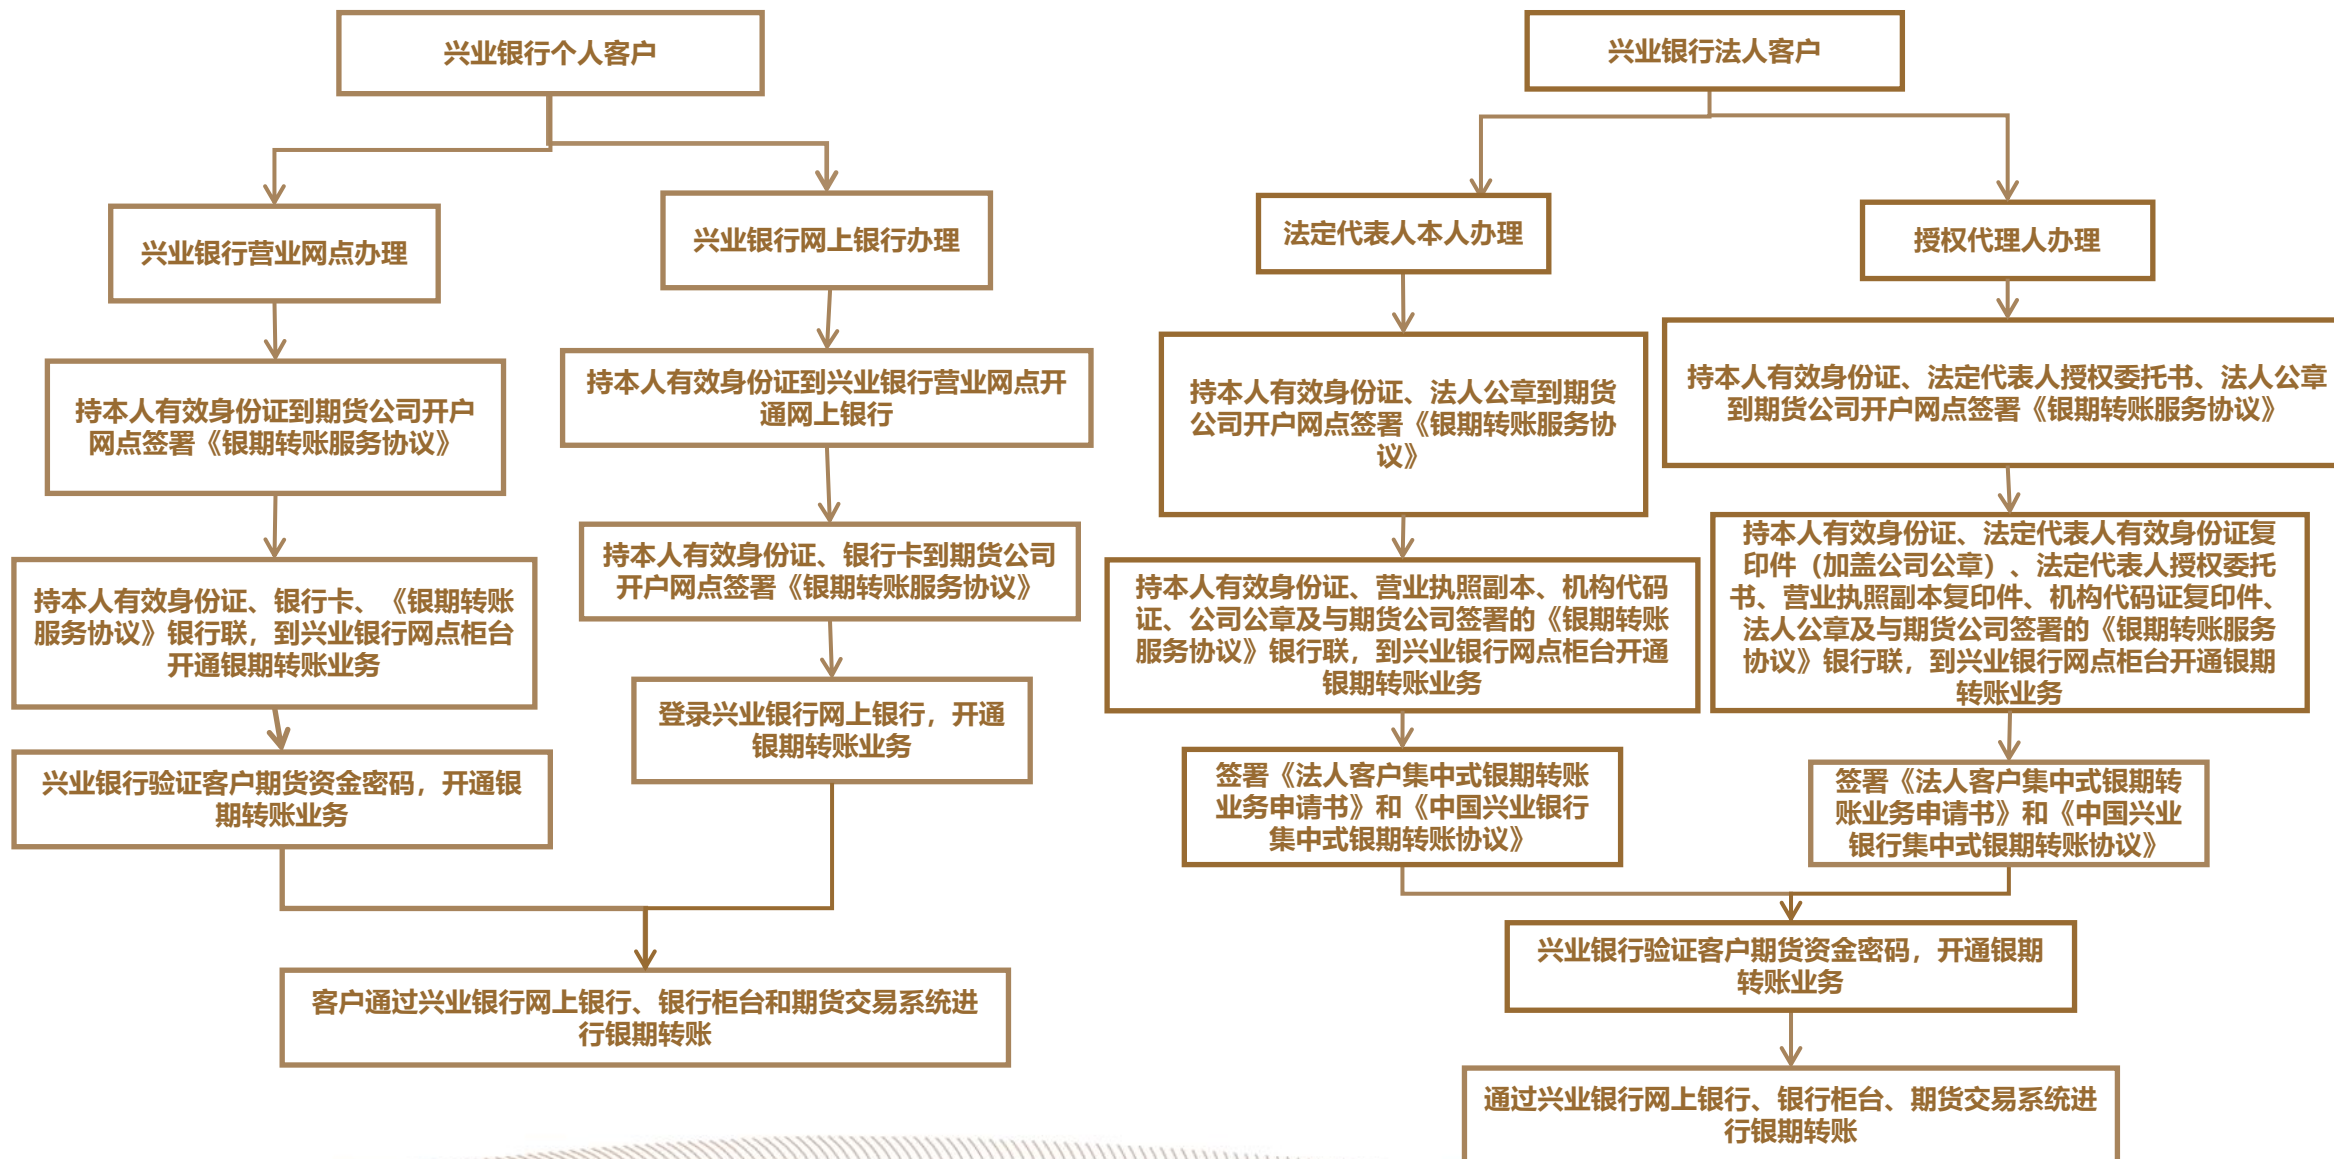 兴业银行个人客户
兴业银行营业网点办理
持本人有效身份证到期货公司开户
网点签署《银期转账服务协议》
持本人有效身份证、银行卡、《银期转账
服务协议》银行联，到兴业银行网点柜台
开通银期转账业务
兴业银行验证客户期货资金密码，开通银
期转账业务
兴业银行网上银行办理
持本人有效身份证到兴业银行营业网点开
通网上银行
持本人有效身份证、银行卡到期货公司
开户网点签署《银期转账服务协议》
登录兴业银行网上银行，开通
银期转账业务
客户通过兴业银行网上银行、银行柜台和期货交易系统进
行银期转账
兴业银行法人客户
法定代表人本人办理
持本人有效身份证、法人公章到期货
公司开户网点签署《银期转账服务协
议》
持本人有效身份证、营业执照副本、机构代码
证、公司公章及与期货公司签署的《银期转账
服务协议》银行联，到兴业银行网点柜台开通
银期转账业务
签署《法人客户集中式银期转账
业务申请书》和《中国兴业银行
集中式银期转账协议》
授权代理人办理
持本人有效身份证、法定代表人授权委托书、法人公章
到期货公司开户网点签署《银期转账服务协议》
持本人有效身份证、法定代表人有效身份证复
印件（加盖公司公章）、法定代表人授权委托
书、营业执照副本复印件、机构代码证复印件、
法人公章及与期货公司签署的《银期转账服务
协议》银行联，到兴业银行网点柜台开通银期
转账业务
签署《法人客户集中式银期转
账业务申请书》和《中国兴业
银行集中式银期转账协议》
兴业银行验证客户期货资金密码，开通银期
转账业务
通过兴业银行网上银行、银行柜台、期货交易系统进
行银期转账